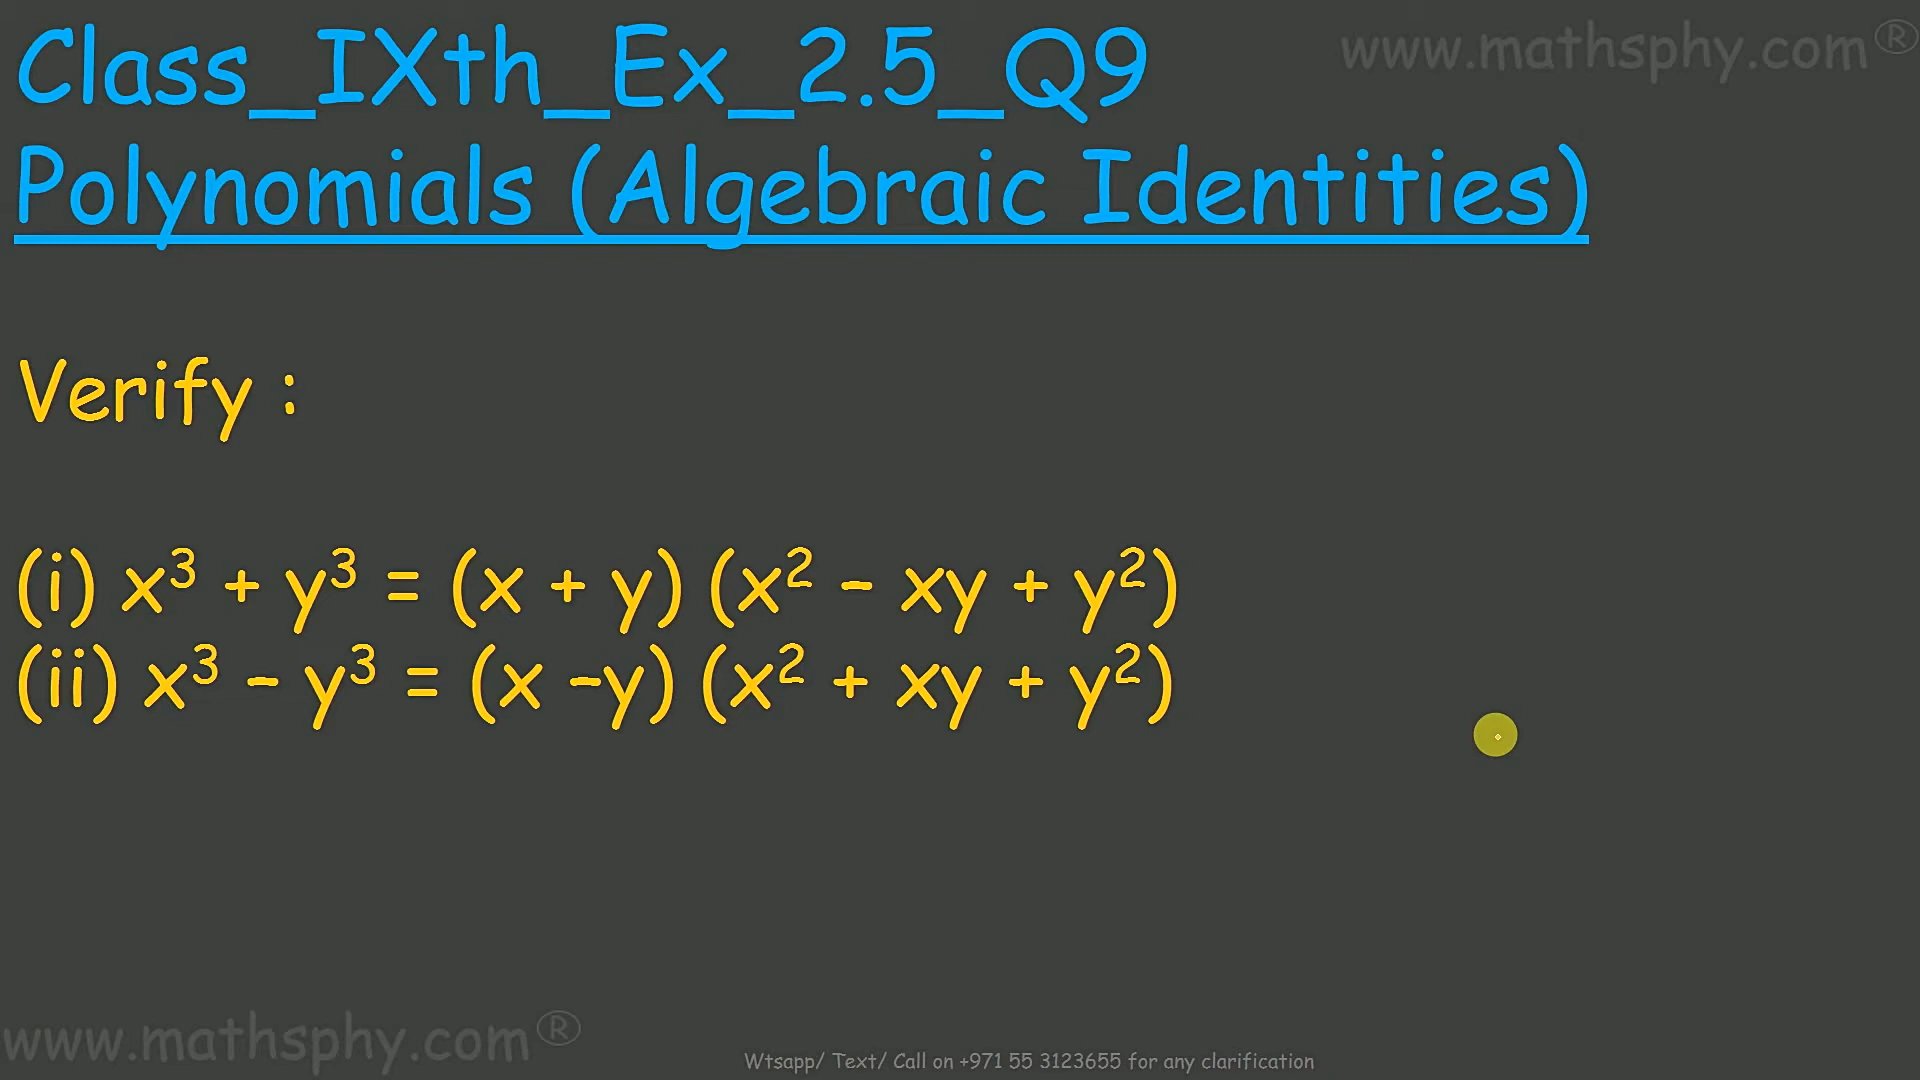 Class_IXth_Ex_2.5_Q9
www.mathsphy.com®
Polynomials (Algebraic Identities)
Verify :
(i) x³ + y³ = (x + y) (x² – xy + y²)
(ii) x³ – y³ = (x –y) (x² + xy + y²)
www.mathsphy.com®
Wtsapp/ Text/ Call on +971 55 3123655 for any clarification